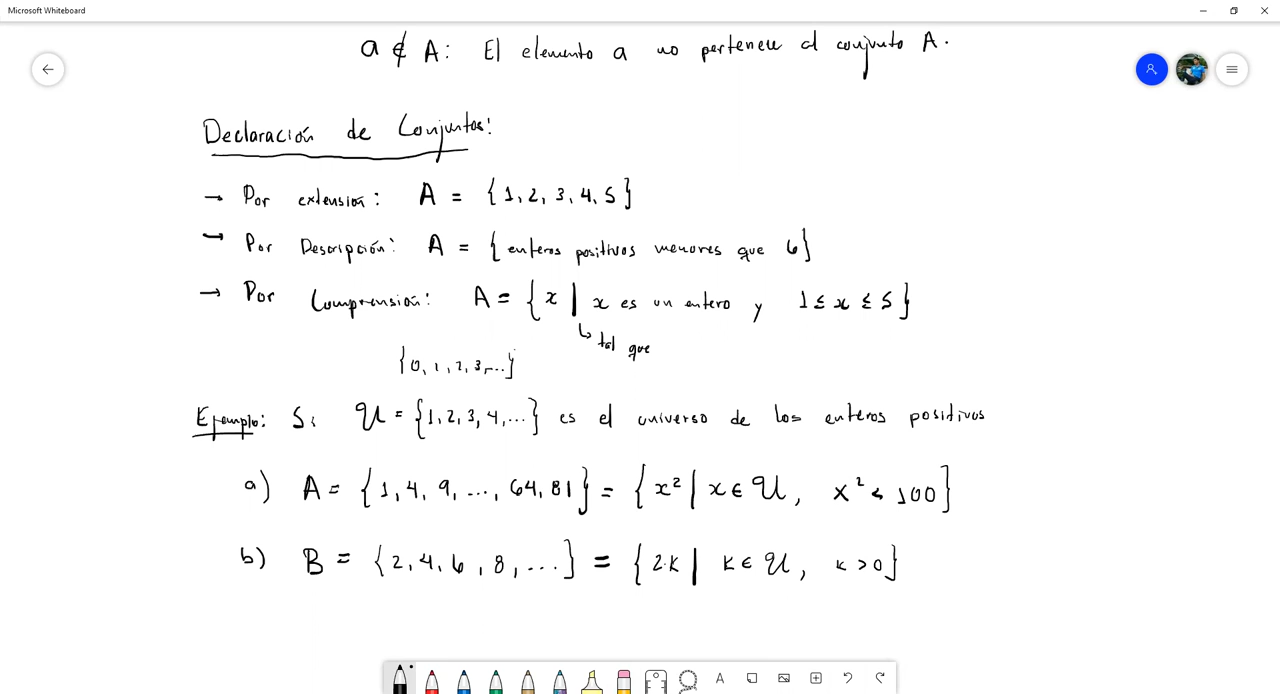 Microsoft Whiteboard
a ∉ A: El elemento a no pertenece al conjunto A.
Declaración de Conjuntos:
→ Por extensión: A = {1, 2, 3, 4, 5}
→ Por Descripción: A = {enteros positivos menores que 6}
→ Por Comprensión: A = {x | x es un entero y 1 ≤ x ≤ 5}
↳ tal que
{0, 1, 2, 3, ...}
Ejemplo: Si U = {1, 2, 3, 4, ...} es el universo de los enteros positivos
a) A = {1, 4, 9, ..., 64, 81} = {x² | x ∈ U, x² < 100}
b) B = {2, 4, 6, 8, ...} = {2·k | k ∈ U, k > 0}